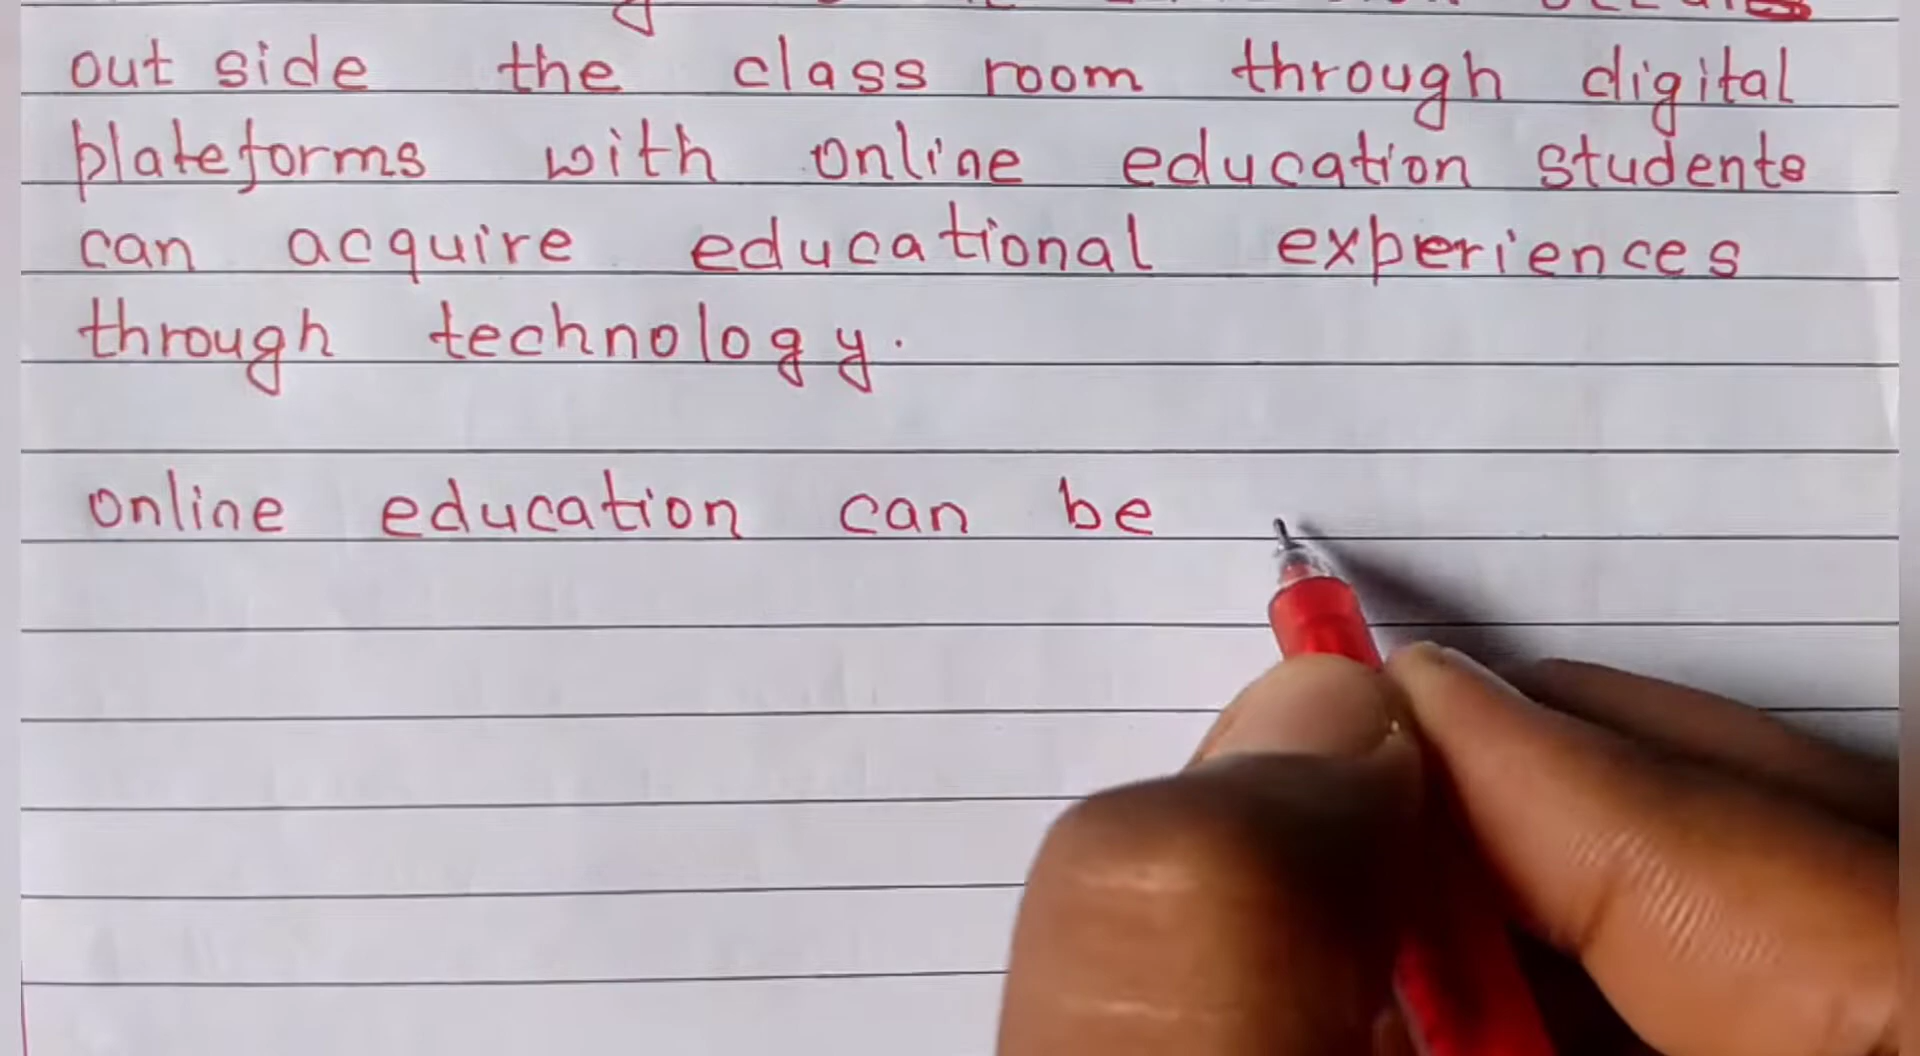 out side the class room through digital
plateforms with online education students
can acquire educational experiences
through technology.
online education can be